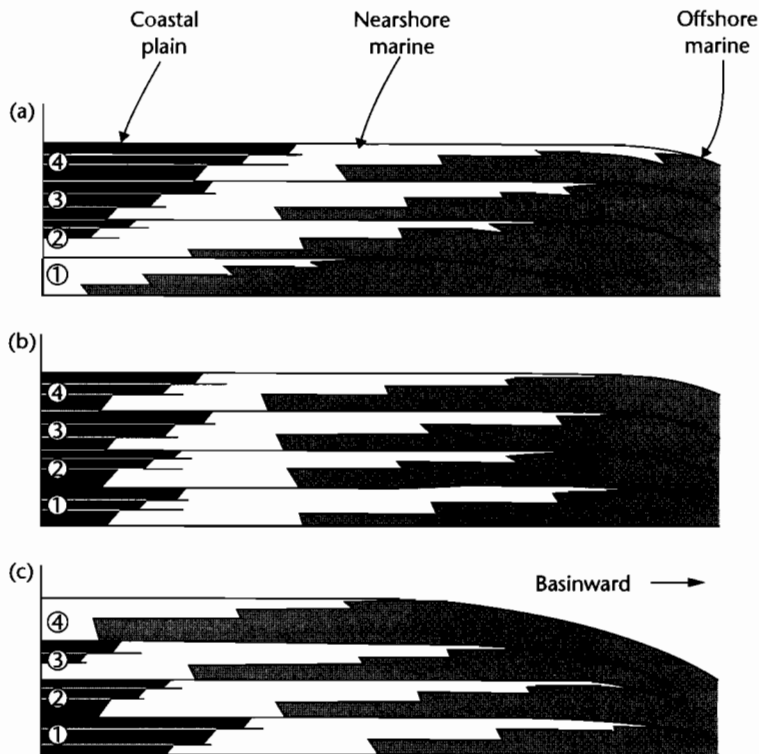 Coastal
plain
Nearshore
marine
Offshore
marine
(a)
④
③
②
①
(b)
④
③
②
①
(c)
Basinward
④
③
②
①